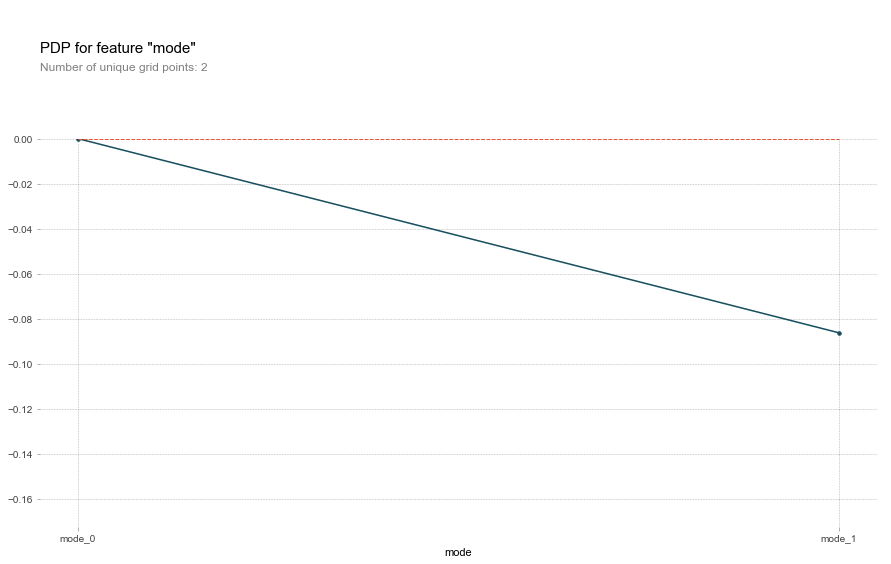 PDP for feature "mode"
Number of unique grid points: 2
0.00
−0.02
−0.04
−0.06
−0.08
−0.10
−0.12
−0.14
−0.16
mode_0
mode_1
mode